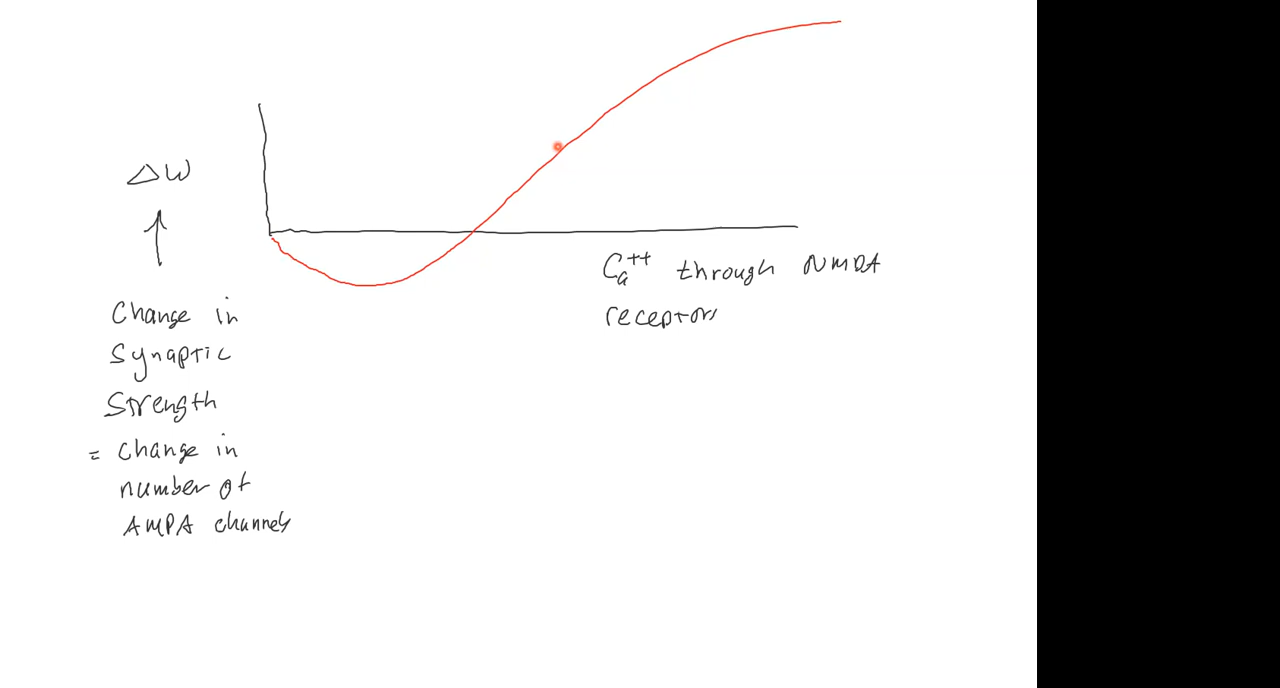 ΔW
Change in
Synaptic
Strength
= change in
number of
AMPA channels
Ca++ through NMDA
receptors